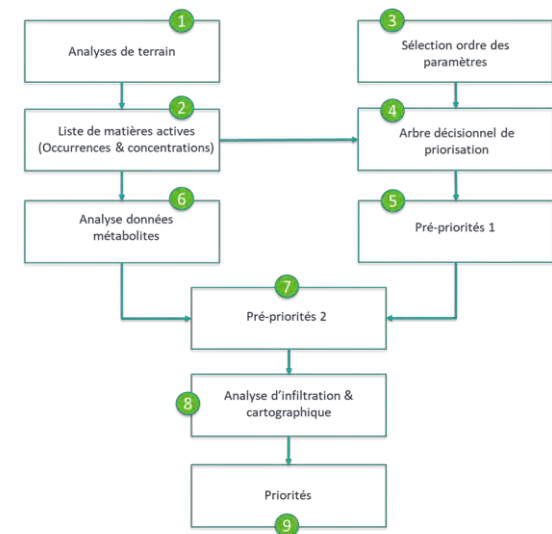 1
Analyses de terrain
3
Sélection ordre des
paramètres
2
Liste de matières actives
(Occurrences & concentrations)
4
Arbre décisionnel de
priorisation
6
Analyse données
métabolites
5
Pré-priorités 1
7
Pré-priorités 2
8
Analyse d'infiltration &
cartographique
Priorités
9